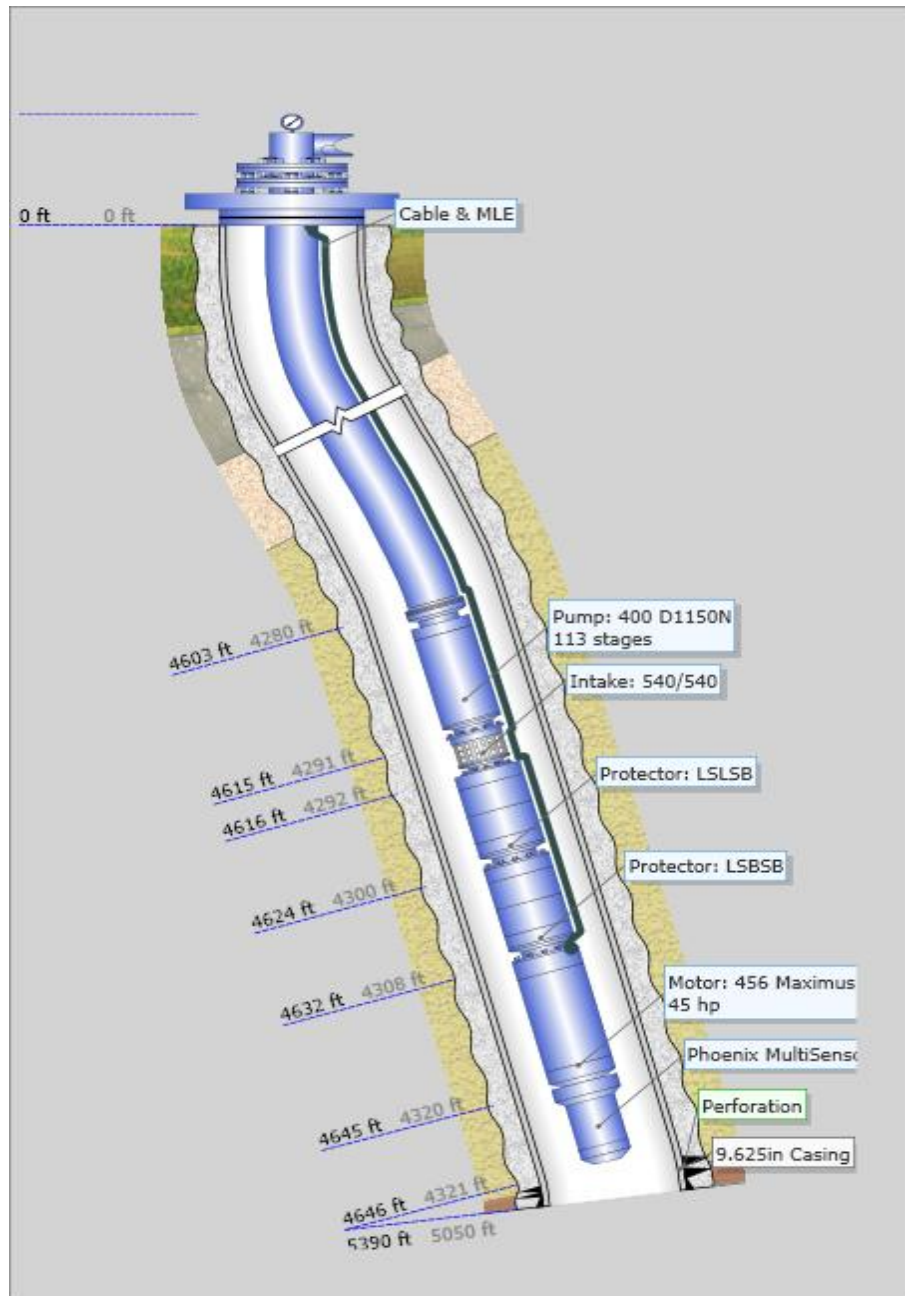 0 ft 0 ft
Cable & MLE
Pump: 400 D1150N
113 stages
4603 ft 4280 ft
Intake: 540/540
4615 ft 4291 ft
Protector: LSLSB
4616 ft 4292 ft
Protector: LSBSB
4624 ft 4300 ft
4632 ft 4308 ft
Motor: 456 Maximus
45 hp
Phoenix MultiSenso
Perforation
4645 ft 4320 ft
9.625in Casing
4646 ft 4321 ft
5390 ft 5050 ft